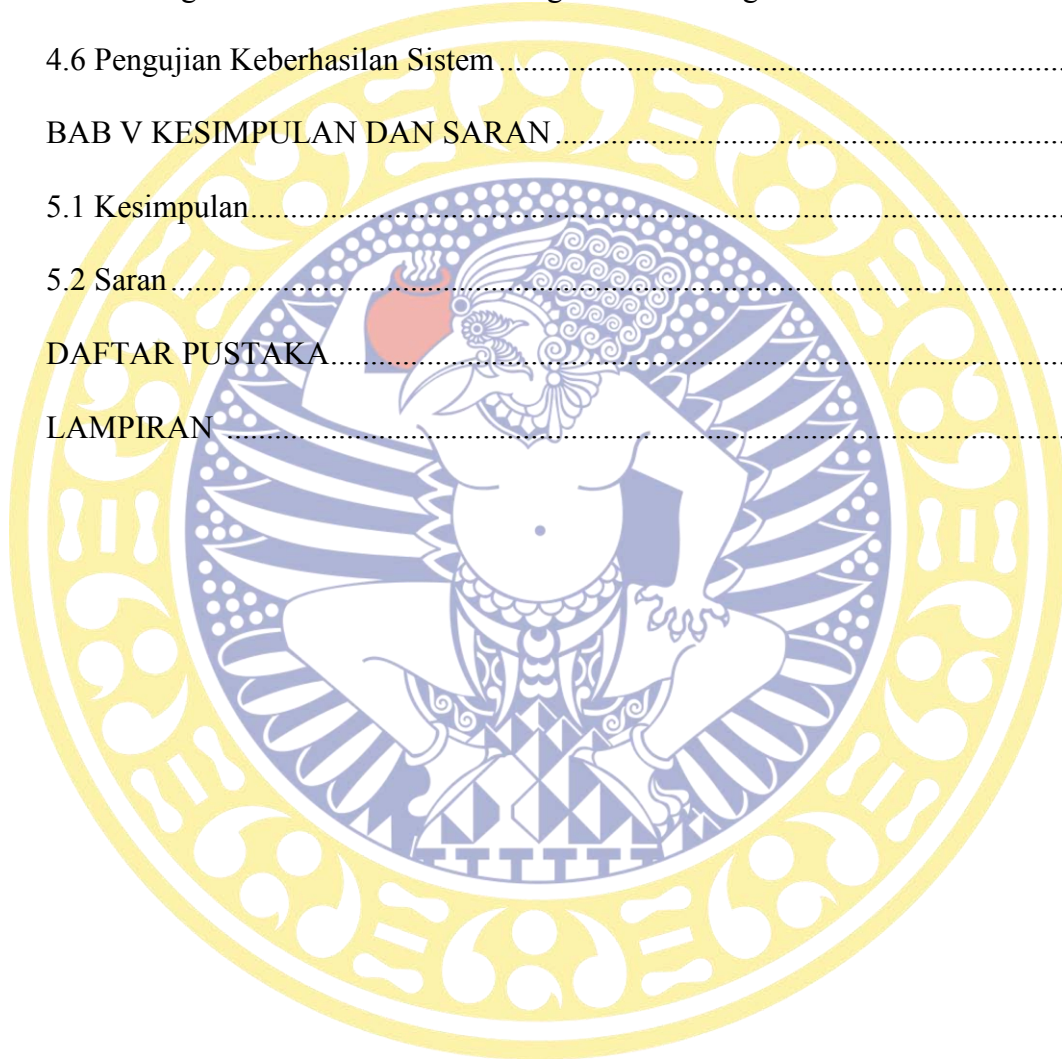 4.6 Pengujian Keberhasilan Sistem........................................................................
BAB V KESIMPULAN DAN SARAN................................................................
5.1 Kesimpulan.......................................................................................................
5.2 Saran.................................................................................................................
DAFTAR PUSTAKA.............................................................................................
LAMPIRAN ..........................................................................................................